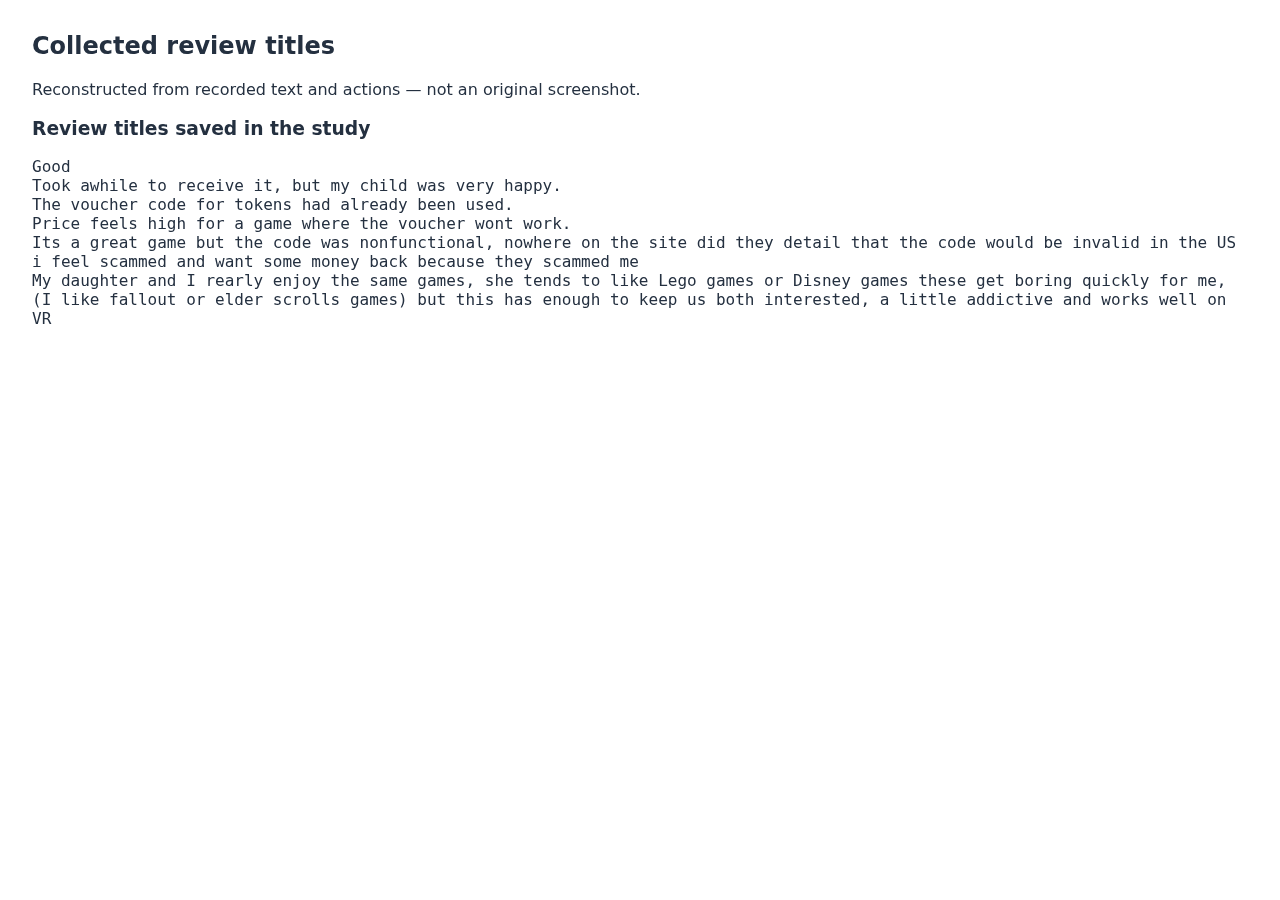 Collected review titles
Reconstructed from recorded text and actions — not an original screenshot.
Review titles saved in the study
Good
Took awhile to receive it, but my child was very happy.
The voucher code for tokens had already been used.
Price feels high for a game where the voucher wont work.
Its a great game but the code was nonfunctional, nowhere on the site did they detail that the code would be invalid in the US
i feel scammed and want some money back because they scammed me
My daughter and I rearly enjoy the same games, she tends to like Lego games or Disney games these get boring quickly for me,
(I like fallout or elder scrolls games) but this has enough to keep us both interested, a little addictive and works well on
VR